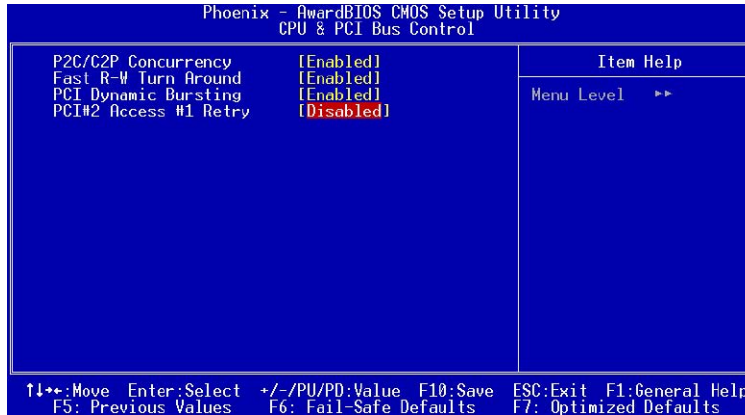 Phoenix - AwardBIOS CMOS Setup Utility
CPU & PCI Bus Control
P2C/C2P Concurrency [Enabled]
Fast R-W Turn Around [Enabled]
PCI Dynamic Bursting [Enabled]
PCI#2 Access #1 Retry [Disabled]
Item Help
Menu Level ►►
↑↓→←:Move Enter:Select +/-/PU/PD:Value F10:Save ESC:Exit F1:General Help
F5: Previous Values F6: Fail-Safe Defaults F7: Optimized Defaults